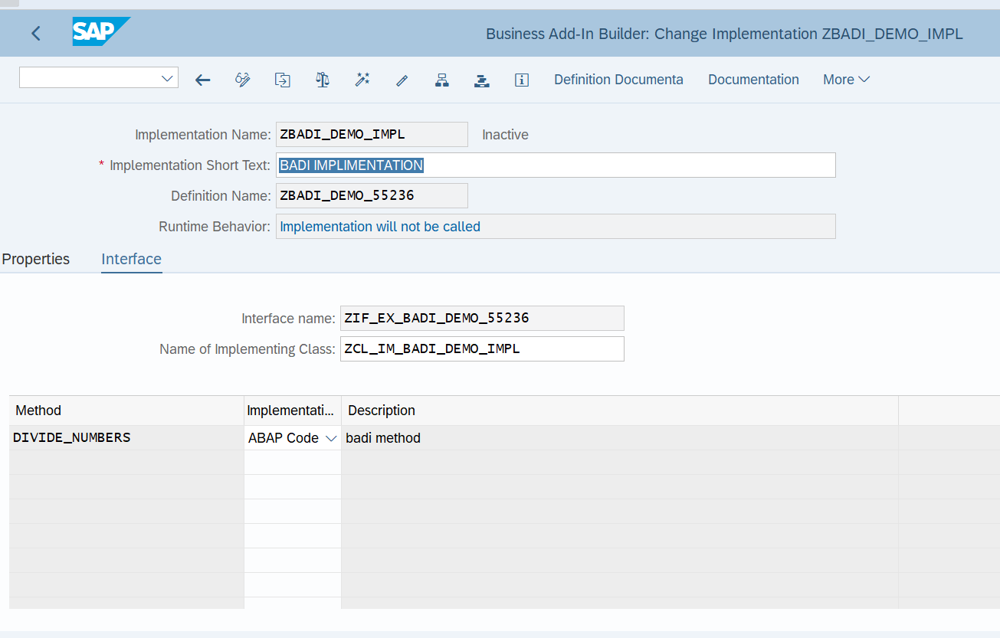 SAP
Business Add-In Builder: Change Implementation ZBADI_DEMO_IMPL
Definition Documenta Documentation More
Implementation Name: ZBADI_DEMO_IMPL Inactive
* Implementation Short Text: BADI IMPLIMENTATION
Definition Name: ZBADI_DEMO_55236
Runtime Behavior: Implementation will not be called
Properties Interface
Interface name: ZIF_EX_BADI_DEMO_55236
Name of Implementing Class: ZCL_IM_BADI_DEMO_IMPL
Method Implementati... Description
DIVIDE_NUMBERS ABAP Code badi method